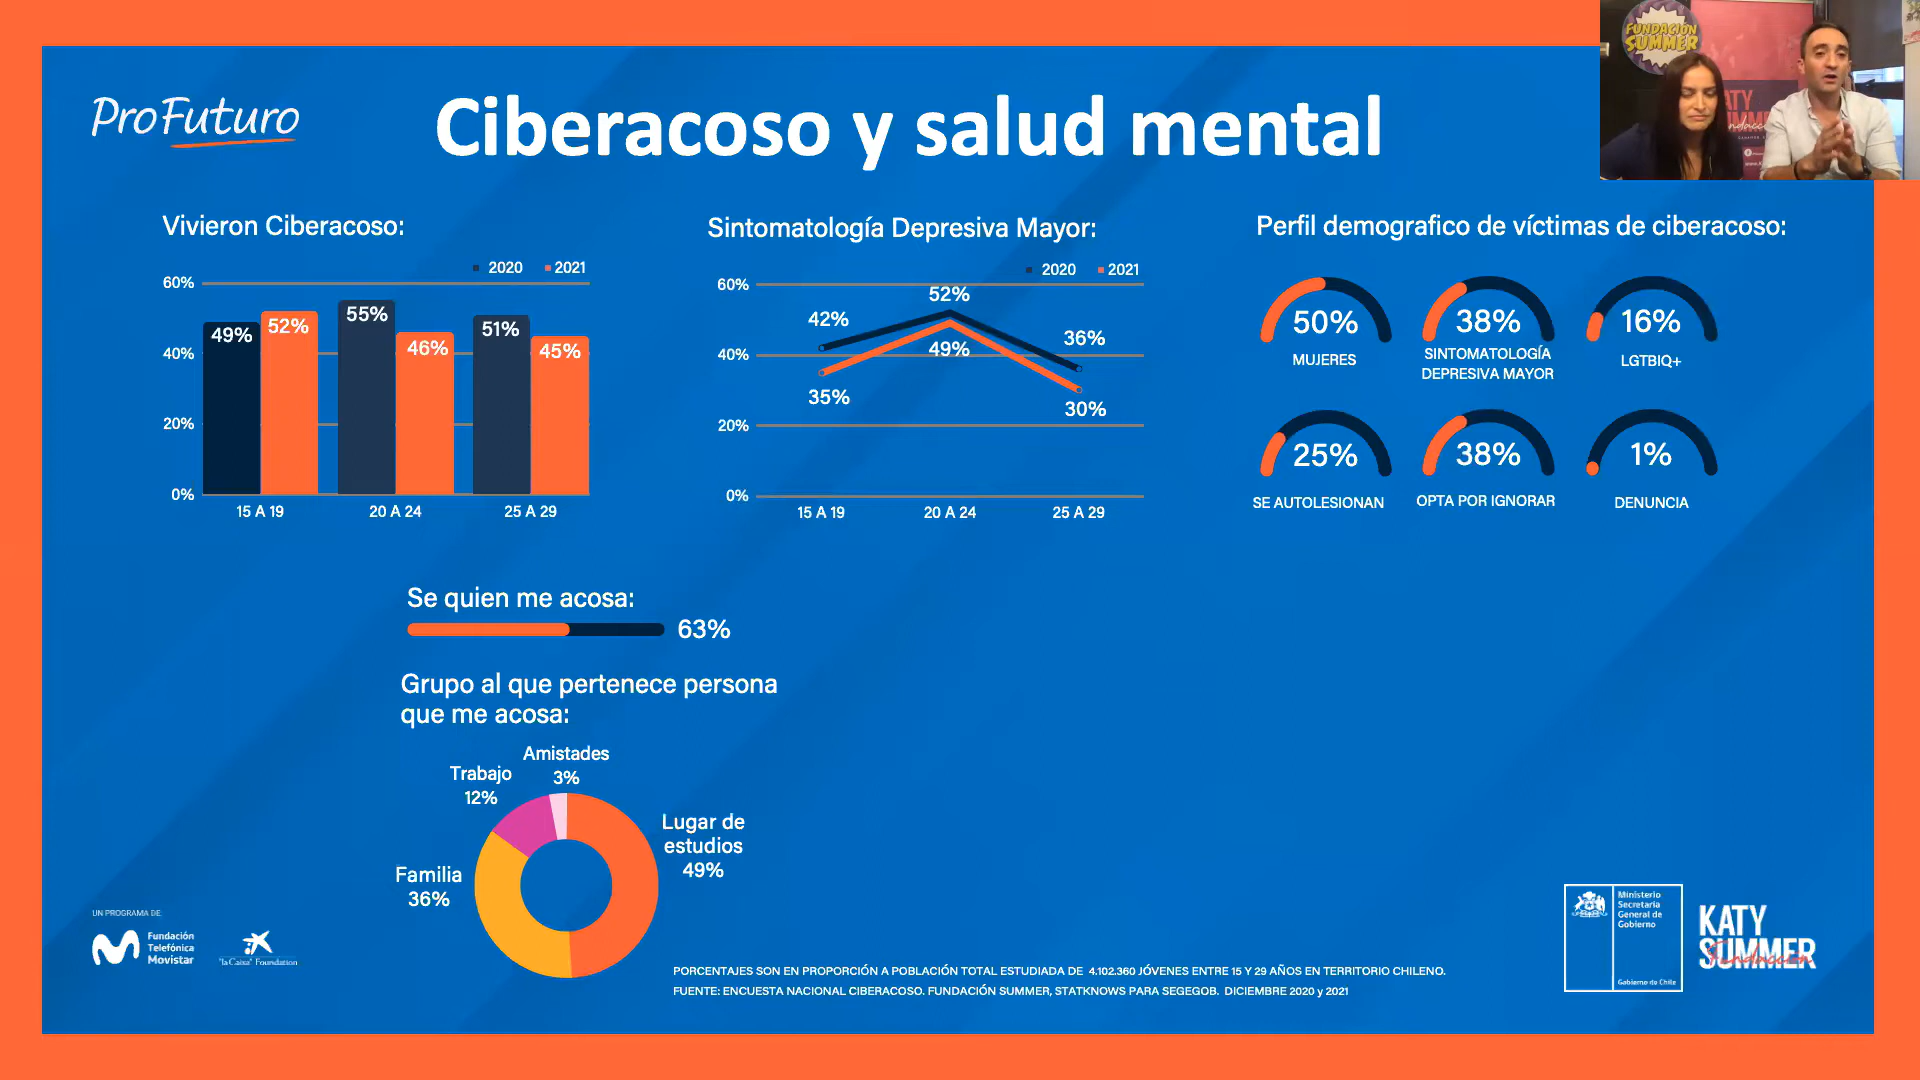 FUNDACIÓN
SUMMER
ProFuturo
Ciberacoso y salud mental
Vivieron Ciberacoso:
2020
2021
60%
40%
20%
0%
49%
52%
55%
46%
51%
45%
15 A 19
20 A 24
25 A 29
Sintomatología Depresiva Mayor:
2020
2021
60%
40%
20%
0%
42%
52%
36%
35%
49%
30%
15 A 19
20 A 24
25 A 29
Perfil demografico de víctimas de ciberacoso:
50%
MUJERES
38%
SINTOMATOLOGÍA
DEPRESIVA MAYOR
16%
LGTBIQ+
25%
SE AUTOLESIONAN
38%
OPTA POR IGNORAR
1%
DENUNCIA
Se quien me acosa:
63%
Grupo al que pertenece persona
que me acosa:
Amistades
3%
Trabajo
12%
Lugar de
estudios
49%
Familia
36%
UN PROGRAMA DE:
Fundación
Telefónica
Movistar
"la Caixa" Foundation
PORCENTAJES SON EN PROPORCIÓN A POBLACIÓN TOTAL ESTUDIADA DE 4.102.360 JÓVENES ENTRE 15 Y 29 AÑOS EN TERRITORIO CHILENO.
FUENTE: ENCUESTA NACIONAL CIBERACOSO. FUNDACIÓN SUMMER, STATKNOWS PARA SEGEGOB. DICIEMBRE 2020 y 2021
Ministerio
Secretaría
General de
Gobierno
Gobierno de Chile
KATY
SUMMER
Fundación